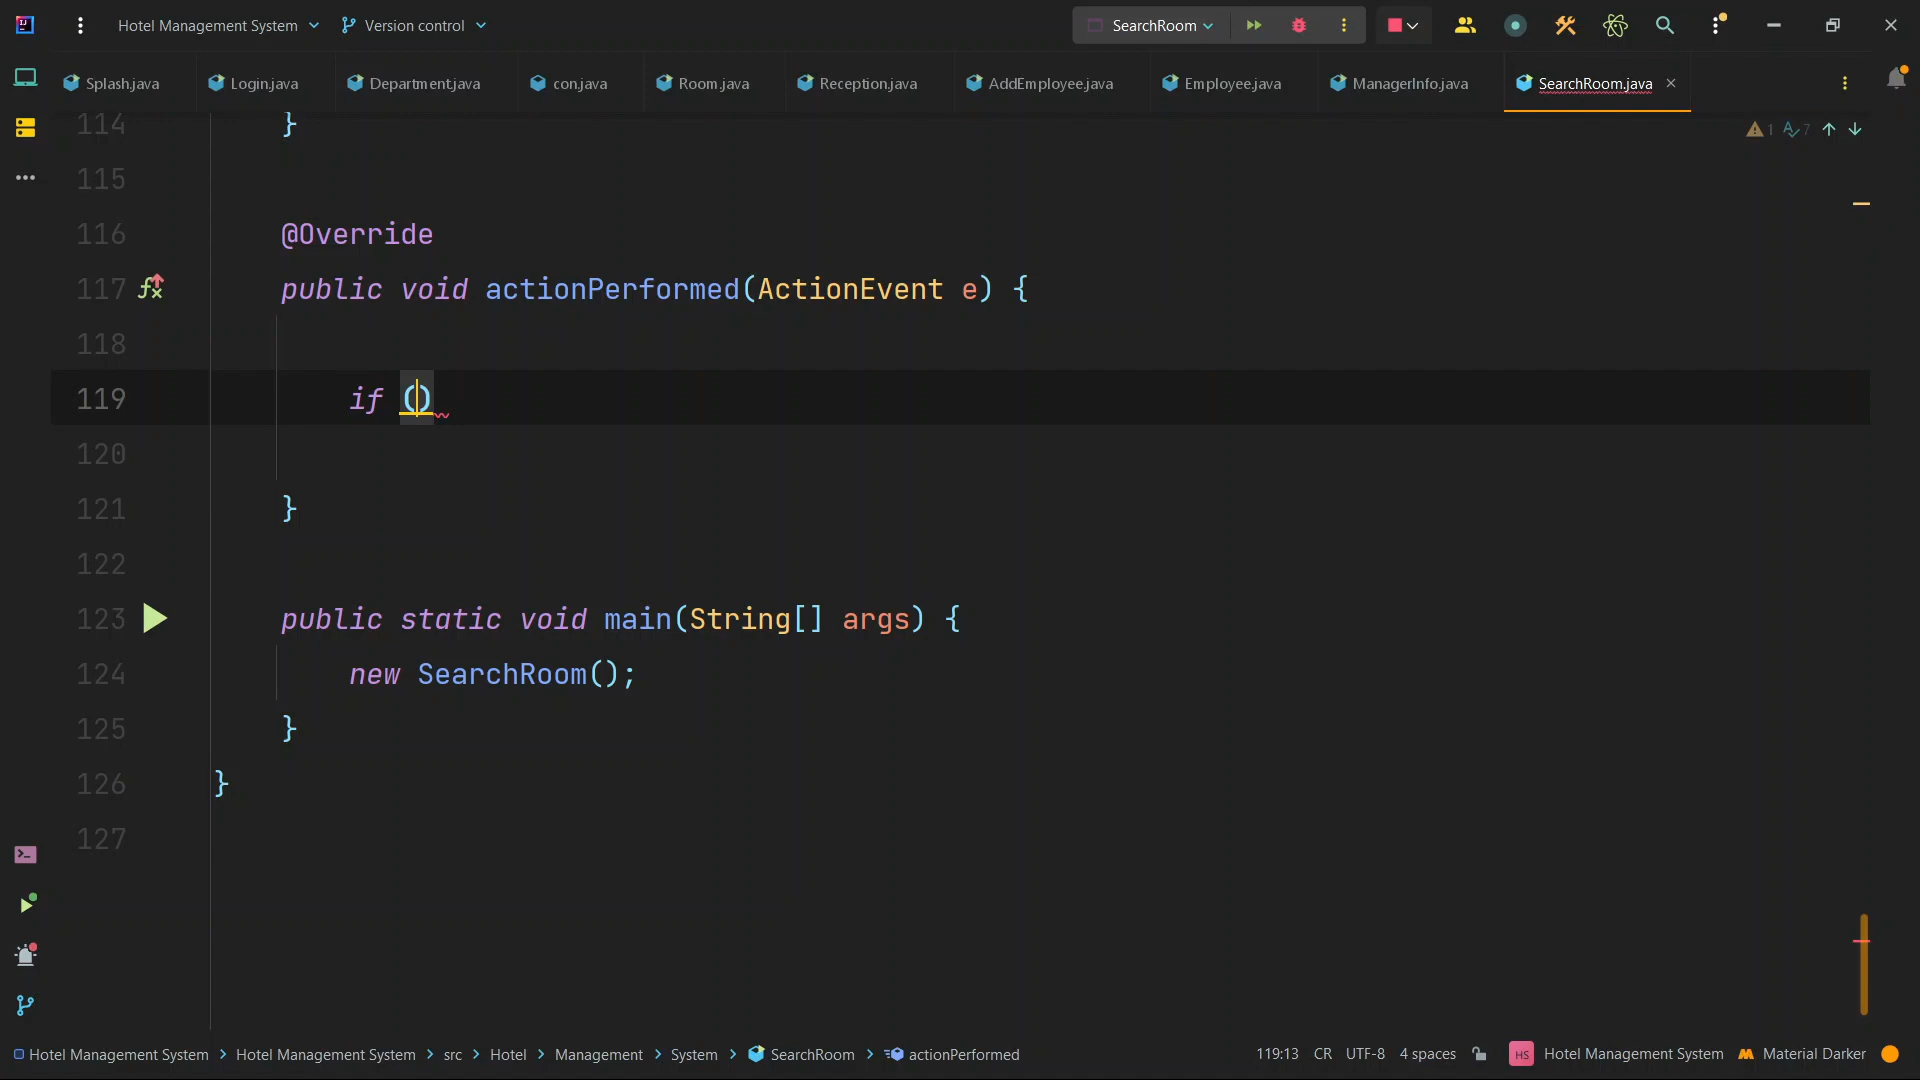 Hotel Management System
Version control
SearchRoom
Splash.java
Login.java
Department.java
con.java
Room.java
Reception.java
AddEmployee.java
Employee.java
ManagerInfo.java
SearchRoom.java
1
7
114 }
115
116 @Override
117 public void actionPerformed(ActionEvent e) {
118
119 if ()
120
121 }
122
123 public static void main(String[] args) {
124 new SearchRoom();
125 }
126 }
127
Hotel Management System > Hotel Management System > src > Hotel > Management > System > SearchRoom > actionPerformed
119:13 CR UTF-8 4 spaces HS Hotel Management System Material Darker